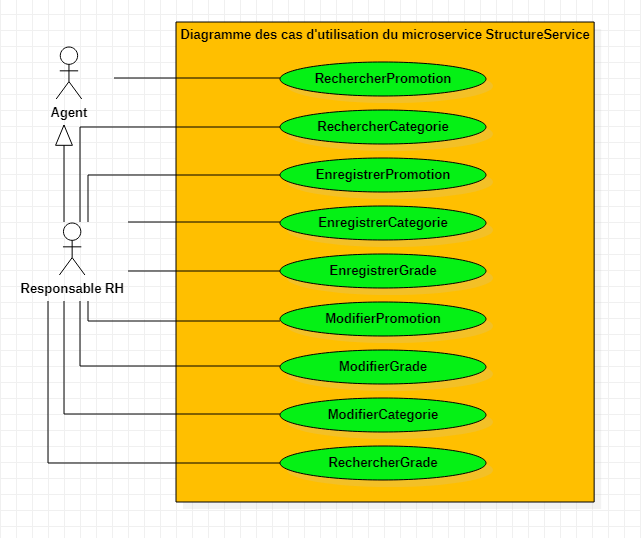 Diagramme des cas d'utilisation du microservice StructureService
Agent
RechercherPromotion
RechercherCategorie
EnregistrerPromotion
EnregistrerCategorie
Responsable RH
EnregistrerGrade
ModifierPromotion
ModifierGrade
ModifierCategorie
RechercherGrade